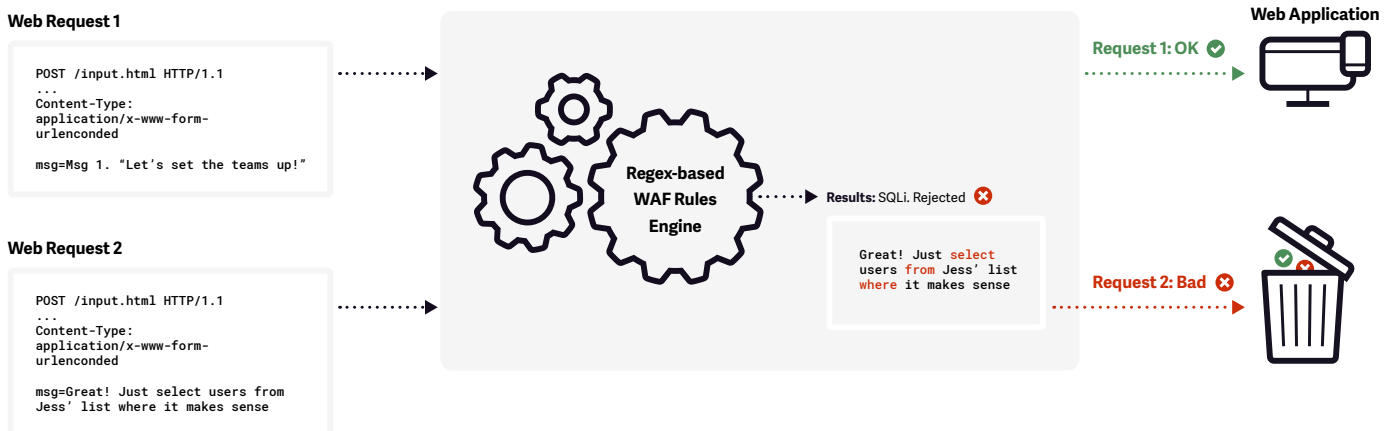 Web Request 1
POST /input.html HTTP/1.1
...
Content-Type:
application/x-www-form-
urlenconded
msg=Msg 1. “Let’s set the teams up!”
Web Request 2
POST /input.html HTTP/1.1
...
Content-Type:
application/x-www-form-
urlenconded
msg=Great! Just select users from
Jess’ list where it makes sense
Regex-based
WAF Rules
Engine
Results: SQLi. Rejected
Great! Just select
users from Jess’ list
where it makes sense
Web Application
Request 1: OK
Request 2: Bad